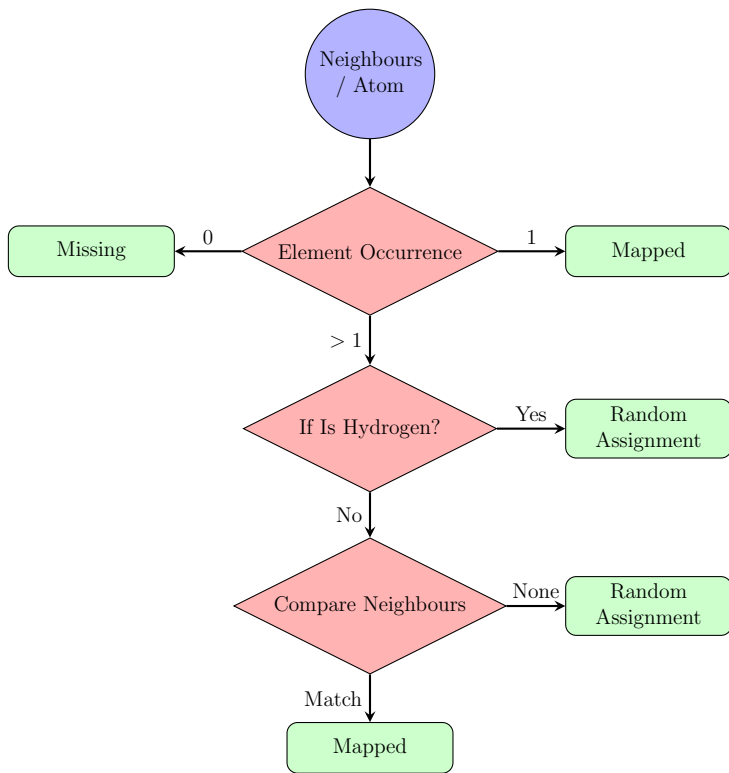 Neighbours
/ Atom
Missing
0
Element Occurrence
1
Mapped
> 1
If Is Hydrogen?
Yes
Random
Assignment
No
Compare Neighbours
None
Random
Assignment
Match
Mapped